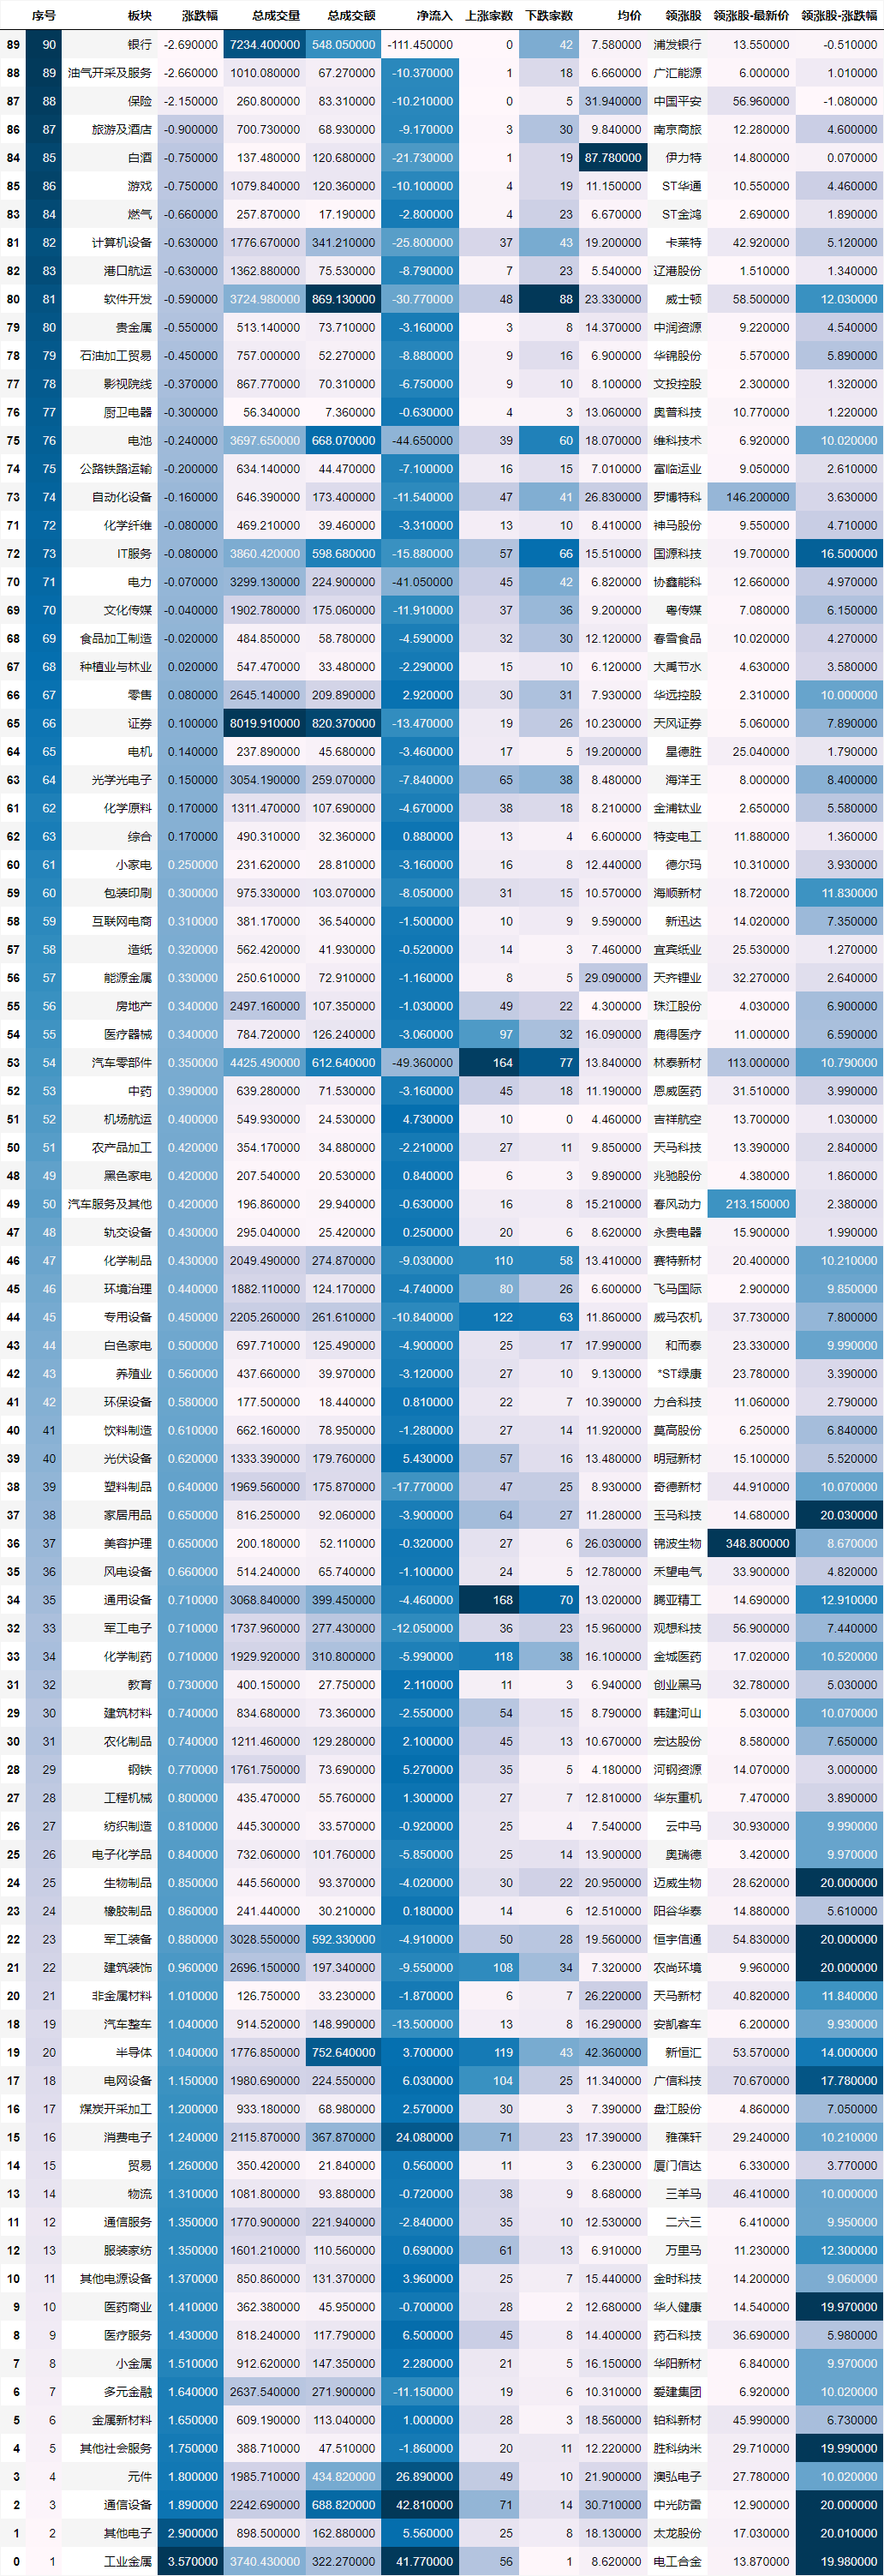 序号 板块 涨跌幅 总成交量 总成交额 净流入 上涨家数 下跌家数 均价 领涨股 领涨股-最新价 领涨股-涨跌幅
89 90 银行 -2.690000 7234.400000 548.050000 -111.450000 0 42 7.580000 浦发银行 13.550000 -0.510000
88 89 油气开采及服务 -2.660000 1010.080000 67.270000 -10.370000 1 18 6.660000 广汇能源 6.000000 1.010000
87 88 保险 -2.150000 260.800000 83.310000 -10.210000 0 5 31.940000 中国平安 56.960000 -1.080000
86 87 旅游及酒店 -0.900000 700.730000 68.930000 -9.170000 3 30 9.840000 南京商旅 12.280000 4.600000
84 85 白酒 -0.750000 137.480000 120.680000 -21.730000 1 19 87.780000 伊力特 14.800000 0.070000
85 86 游戏 -0.750000 1079.840000 120.360000 -10.100000 4 19 11.150000 ST华通 10.550000 4.460000
83 84 燃气 -0.660000 257.870000 17.190000 -2.800000 4 23 6.670000 ST金鸿 2.690000 1.890000
81 82 计算机设备 -0.630000 1776.670000 341.210000 -25.800000 37 43 19.200000 卡莱特 42.920000 5.120000
82 83 港口航运 -0.630000 1362.880000 75.530000 -8.790000 7 23 5.540000 辽港股份 1.510000 1.340000
80 81 软件开发 -0.590000 3724.980000 869.130000 -30.770000 48 88 23.330000 威士顿 58.500000 12.030000
79 80 贵金属 -0.550000 513.140000 73.710000 -3.160000 3 8 14.370000 中润资源 9.220000 4.540000
78 79 石油加工贸易 -0.450000 757.000000 52.270000 -8.880000 9 16 6.900000 华锦股份 5.570000 5.890000
77 78 影视院线 -0.370000 867.770000 70.310000 -6.750000 9 10 8.100000 文投控股 2.300000 1.320000
76 77 厨卫电器 -0.300000 56.340000 7.360000 -0.630000 4 3 13.060000 奥普科技 10.770000 1.220000
75 76 电池 -0.240000 3697.650000 668.070000 -44.650000 39 60 18.070000 维科技术 6.920000 10.020000
74 75 公路铁路运输 -0.200000 634.140000 44.470000 -7.100000 16 15 7.010000 富临运业 9.050000 2.610000
73 74 自动化设备 -0.160000 646.390000 173.400000 -11.540000 47 41 26.830000 罗博特科 146.200000 3.630000
71 72 化学纤维 -0.080000 469.210000 39.460000 -3.310000 13 10 8.410000 神马股份 9.550000 4.710000
72 73 IT服务 -0.080000 3860.420000 598.680000 -15.880000 57 66 15.510000 国源科技 19.700000 16.500000
70 71 电力 -0.070000 3299.130000 224.900000 -41.050000 45 42 6.820000 协鑫能科 12.660000 4.970000
69 70 文化传媒 -0.040000 1902.780000 175.060000 -11.910000 37 36 9.200000 粤传媒 7.080000 6.150000
68 69 食品加工制造 -0.020000 484.850000 58.780000 -4.590000 32 30 12.120000 春雪食品 10.020000 4.270000
67 68 种植业与林业 0.020000 547.470000 33.480000 -2.290000 15 10 6.120000 大禹节水 4.630000 3.580000
66 67 零售 0.080000 2645.140000 209.890000 2.920000 30 31 7.930000 华远控股 2.310000 10.000000
65 66 证券 0.100000 8019.910000 820.370000 -13.470000 19 26 10.230000 天风证券 5.060000 7.890000
64 65 电机 0.140000 237.890000 45.680000 -3.460000 17 5 19.200000 星德胜 25.040000 1.790000
63 64 光学光电子 0.150000 3054.190000 259.070000 -7.840000 65 38 8.480000 海洋王 8.000000 8.400000
61 62 化学原料 0.170000 1311.470000 107.690000 -4.670000 38 18 8.210000 金浦钛业 2.650000 5.580000
62 63 综合 0.170000 490.310000 32.360000 0.880000 13 4 6.600000 特变电工 11.880000 1.360000
60 61 小家电 0.250000 231.620000 28.810000 -3.160000 16 8 12.440000 德尔玛 10.310000 3.930000
59 60 包装印刷 0.300000 975.330000 103.070000 -8.050000 31 15 10.570000 海顺新材 18.720000 11.830000
58 59 互联网电商 0.310000 381.170000 36.540000 -1.500000 10 9 9.590000 新迅达 14.020000 7.350000
57 58 造纸 0.320000 562.420000 41.930000 -0.520000 14 3 7.460000 宜宾纸业 25.530000 1.270000
56 57 能源金属 0.330000 250.610000 72.910000 -1.160000 8 5 29.090000 天齐锂业 32.270000 2.640000
55 56 房地产 0.340000 2497.160000 107.350000 -1.030000 49 22 4.300000 珠江股份 4.030000 6.900000
54 55 医疗器械 0.340000 784.720000 126.240000 -3.060000 97 32 16.090000 鹿得医疗 11.000000 6.590000
53 54 汽车零部件 0.350000 4425.490000 612.640000 -49.360000 164 77 13.840000 林泰新材 113.000000 10.790000
52 53 中药 0.390000 639.280000 71.530000 -3.160000 45 18 11.190000 恩威医药 31.510000 3.990000
51 52 机场航运 0.400000 549.930000 24.530000 4.730000 10 0 4.460000 吉祥航空 13.700000 1.030000
50 51 农产品加工 0.420000 354.170000 34.880000 -2.210000 27 11 9.850000 天马科技 13.390000 2.840000
48 49 黑色家电 0.420000 207.540000 20.530000 0.840000 6 3 9.890000 兆驰股份 4.380000 1.860000
49 50 汽车服务及其他 0.420000 196.860000 29.940000 -0.630000 16 8 15.210000 春风动力 213.150000 2.380000
47 48 轨交设备 0.430000 295.040000 25.420000 0.250000 20 6 8.620000 永贵电器 15.900000 1.990000
46 47 化学制品 0.430000 2049.490000 274.870000 -9.030000 110 58 13.410000 赛特新材 20.400000 10.210000
45 46 环境治理 0.440000 1882.110000 124.170000 -4.740000 80 26 6.600000 飞马国际 2.900000 9.850000
44 45 专用设备 0.450000 2205.260000 261.610000 -10.840000 122 63 11.860000 威马农机 37.730000 7.800000
43 44 白色家电 0.500000 697.710000 125.490000 -4.900000 25 17 17.990000 和而泰 23.330000 9.990000
42 43 养殖业 0.560000 437.660000 39.970000 -3.120000 27 10 9.130000 *ST绿康 23.780000 3.390000
41 42 环保设备 0.580000 177.500000 18.440000 0.810000 22 7 10.390000 力合科技 11.060000 2.790000
40 41 饮料制造 0.610000 662.160000 78.950000 -1.280000 27 14 11.920000 莫高股份 6.250000 6.840000
39 40 光伏设备 0.620000 1333.390000 179.760000 5.430000 57 16 13.480000 明冠新材 15.100000 5.520000
38 39 塑料制品 0.640000 1969.560000 175.870000 -17.770000 47 25 8.930000 奇德新材 44.910000 10.070000
37 38 家居用品 0.650000 816.250000 92.060000 -3.900000 64 27 11.280000 玉马科技 14.680000 20.030000
36 37 美容护理 0.650000 200.180000 52.110000 -0.320000 27 6 26.030000 锦波生物 348.800000 8.670000
35 36 风电设备 0.660000 514.240000 65.740000 -1.100000 24 5 12.780000 禾望电气 33.900000 4.820000
34 35 通用设备 0.710000 3068.840000 399.450000 -4.460000 168 70 13.020000 腾亚精工 14.690000 12.910000
32 33 军工电子 0.710000 1737.960000 277.430000 -12.050000 36 23 15.960000 观想科技 56.900000 7.440000
33 34 化学制药 0.710000 1929.920000 310.800000 -5.990000 118 38 16.100000 金城医药 17.020000 10.520000
31 32 教育 0.730000 400.150000 27.750000 2.110000 11 3 6.940000 创业黑马 32.780000 5.030000
29 30 建筑材料 0.740000 834.680000 73.360000 -2.550000 54 15 8.790000 韩建河山 5.030000 10.070000
30 31 农化制品 0.740000 1211.460000 129.280000 2.100000 45 13 10.670000 宏达股份 8.580000 7.650000
28 29 钢铁 0.770000 1761.750000 73.690000 5.270000 35 5 4.180000 河钢资源 14.070000 3.000000
27 28 工程机械 0.800000 435.470000 55.760000 1.300000 27 7 12.810000 华东重机 7.470000 3.890000
26 27 纺织制造 0.810000 445.300000 33.570000 -0.920000 25 4 7.540000 云中马 30.930000 9.990000
25 26 电子化学品 0.840000 732.060000 101.760000 -5.850000 25 14 13.900000 奥瑞德 3.420000 9.970000
24 25 生物制品 0.850000 445.560000 93.370000 -4.020000 30 22 20.950000 迈威生物 28.620000 20.000000
23 24 橡胶制品 0.860000 241.440000 30.210000 0.180000 14 6 12.510000 阳谷华泰 14.880000 5.610000
22 23 军工装备 0.880000 3028.550000 592.330000 -4.910000 50 28 19.560000 恒宇信通 54.830000 20.000000
21 22 建筑装饰 0.960000 2696.150000 197.340000 -9.550000 108 34 7.320000 农尚环境 9.960000 20.000000
20 21 非金属材料 1.010000 126.750000 33.230000 -1.870000 6 7 26.220000 天马新材 40.820000 11.840000
18 19 汽车整车 1.040000 914.520000 148.990000 -13.500000 13 8 16.290000 安凯客车 6.200000 9.930000
19 20 半导体 1.040000 1776.850000 752.640000 3.700000 119 43 42.360000 新恒汇 53.570000 14.000000
17 18 电网设备 1.150000 1980.690000 224.550000 6.030000 104 25 11.340000 广信科技 70.670000 17.780000
16 17 煤炭开采加工 1.200000 933.180000 68.980000 2.570000 30 3 7.390000 盘江股份 4.860000 7.050000
15 16 消费电子 1.240000 2115.870000 367.870000 24.080000 71 23 17.390000 雅葆轩 29.240000 10.210000
14 15 贸易 1.260000 350.420000 21.840000 0.560000 11 3 6.230000 厦门信达 6.330000 3.770000
13 14 物流 1.310000 1081.800000 93.880000 -0.720000 38 9 8.680000 三羊马 46.410000 10.000000
11 12 通信服务 1.350000 1770.900000 221.940000 -2.840000 35 10 12.530000 二六三 6.410000 9.950000
12 13 服装家纺 1.350000 1601.210000 110.560000 0.690000 61 13 6.910000 万里马 11.230000 12.300000
10 11 其他电源设备 1.370000 850.860000 131.370000 3.960000 25 7 15.440000 金时科技 14.200000 9.060000
9 10 医药商业 1.410000 362.380000 45.950000 -0.700000 28 2 12.680000 华人健康 14.540000 19.970000
8 9 医疗服务 1.430000 818.240000 117.790000 6.500000 45 8 14.400000 药石科技 36.690000 5.980000
7 8 小金属 1.510000 912.620000 147.350000 2.280000 21 5 16.150000 华阳新材 6.840000 9.970000
6 7 多元金融 1.640000 2637.540000 271.900000 -11.150000 19 6 10.310000 爱建集团 6.920000 10.020000
5 6 金属新材料 1.650000 609.190000 113.040000 1.000000 28 3 18.560000 铂科新材 45.990000 6.730000
4 5 其他社会服务 1.750000 388.710000 47.510000 -1.860000 20 11 12.220000 胜科纳米 29.710000 19.990000
3 4 元件 1.800000 1985.710000 434.820000 26.890000 49 10 21.900000 澳弘电子 27.780000 10.020000
2 3 通信设备 1.890000 2242.690000 688.820000 42.810000 71 14 30.710000 中光防雷 12.900000 20.000000
1 2 其他电子 2.900000 898.500000 162.880000 5.560000 25 8 18.130000 太龙股份 17.030000 20.010000
0 1 工业金属 3.570000 3740.430000 322.270000 41.770000 56 1 8.620000 电工合金 13.870000 19.980000